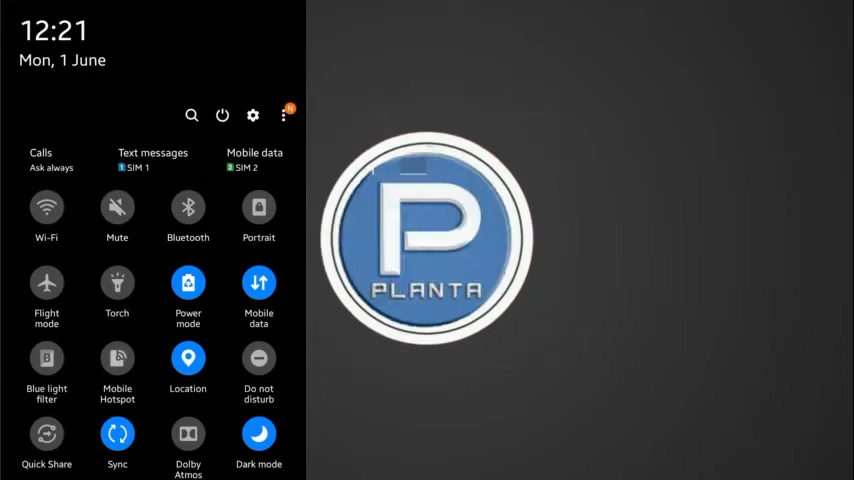 12:21
Mon, 1 June
N
Calls
Text messages
Mobile data
Ask always
1 SIM 1
2 SIM 2
Wi-Fi
Mute
Bluetooth
Portrait
Flight
mode
Torch
Power
mode
Mobile
data
B
Blue light
filter
Mobile
Hotspot
Location
Do not
disturb
Quick Share
Sync
Dolby
Atmos
Dark mode
P
PLANTA